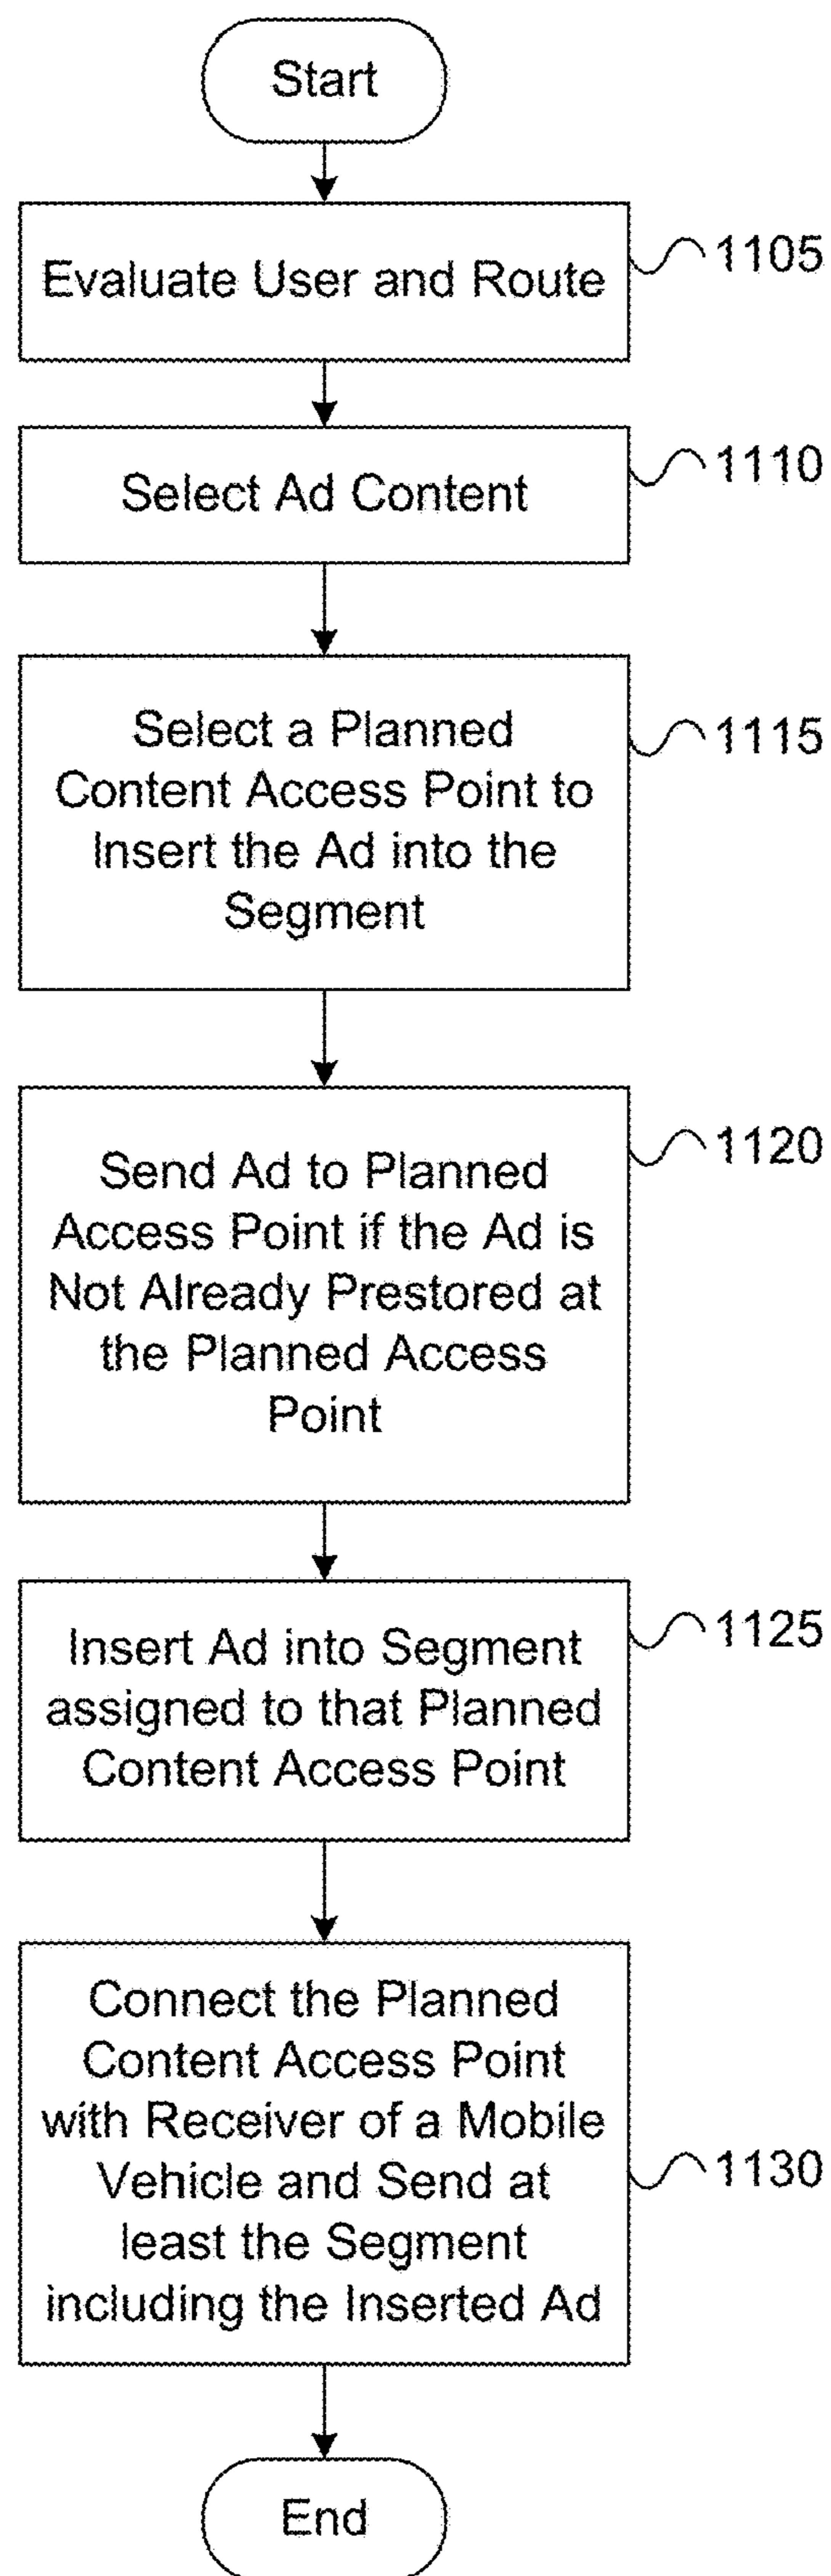 Start
Evaluate User and Route
1105
Select Ad Content
1110
Select a Planned
Content Access Point to
Insert the Ad into the
Segment
1115
Send Ad to Planned
Access Point if the Ad is
Not Already Prestored at
the Planned Access
Point
1120
Insert Ad into Segment
assigned to that Planned
Content Access Point
1125
Connect the Planned
Content Access Point
with Receiver of a Mobile
Vehicle and Send at
least the Segment
including the Inserted Ad
1130
End